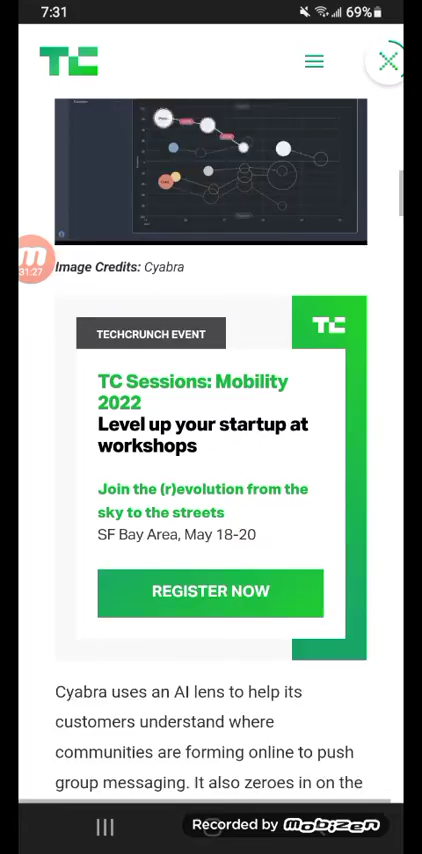 7:31
69%
TC
m
31:27
Image Credits: Cyabra
TC
TECHCRUNCH EVENT
TC Sessions: Mobility
2022
Level up your startup at
workshops
Join the (r)evolution from the
sky to the streets
SF Bay Area, May 18-20
REGISTER NOW
Cyabra uses an AI lens to help its
customers understand where
communities are forming online to push
group messaging. It also zeroes in on the
Recorded by mobizen